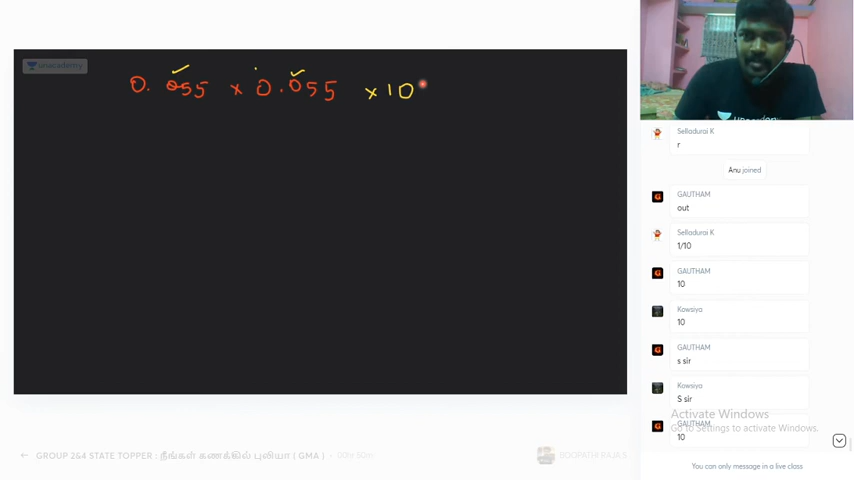 unacademy
0.055 × 0.055 × 10
unacademy
Selladurai K
r
Anu joined
GAUTHAM
out
Selladurai K
1/10
GAUTHAM
10
Kowsiya
10
GAUTHAM
s sir
Kowsiya
S sir
GAUTHAM
10
Activate Windows
Go to Settings to activate Windows.
You can only message in a live class
GROUP 2&4 STATE TOPPER : நீங்கள் கணக்கில் புலியா ( GMA )
BOOPATHI RAJA S